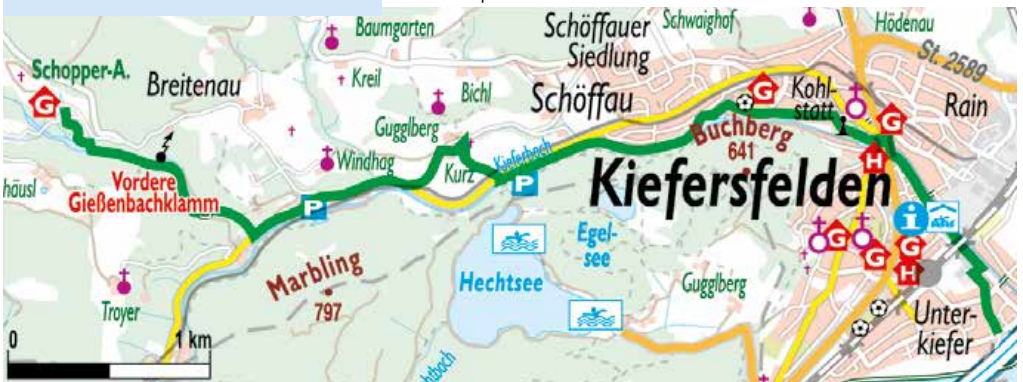 Baumgarten
Schöffauer
Siedlung
Schwaighof
Hödenau
St. 2589
Schopper-A.
G
Breitenau
Kreil
Bichl
Schöffau
G
Kohl-
statt
Rain
Gugglberg
Buchberg
641
G
Windhag
Kurz
Kieferbach
H
häusl
Vordere
Gießenbachklamm
P
P
Kiefersfelden
i
Egel-
see
G
G
G
H
Marbling
797
Hechtsee
Gugglberg
Troyer
Unter-
kiefer
0
1 km